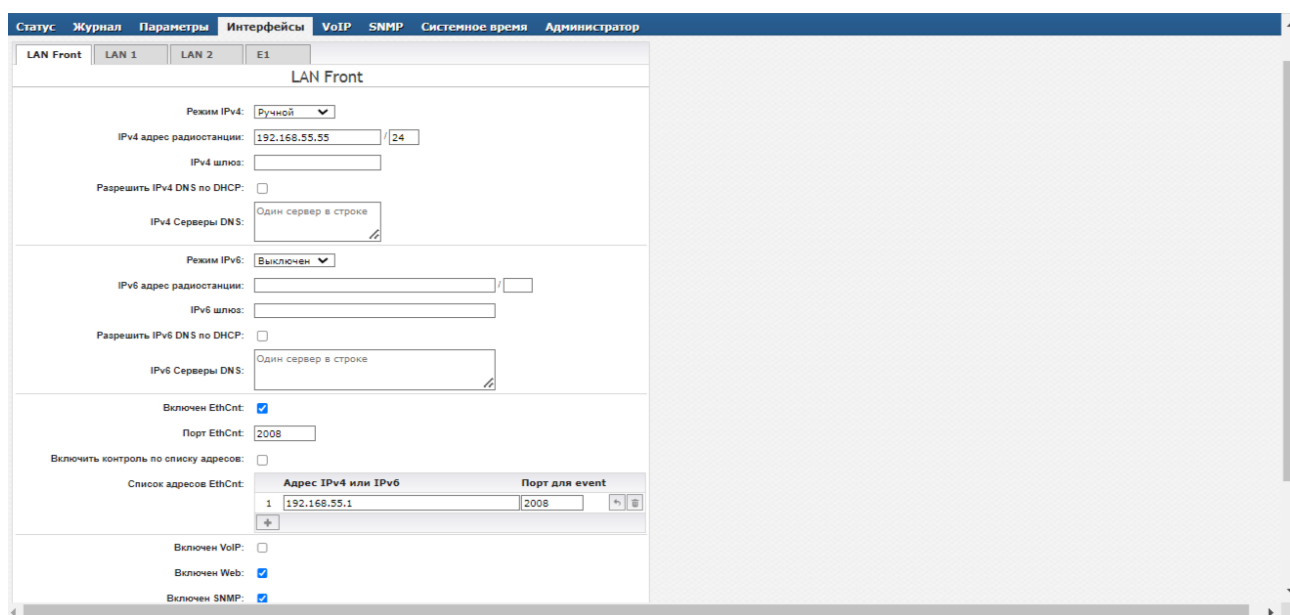 Статус Журнал Параметры Интерфейсы VoIP SNMP Системное время Администратор
LAN Front LAN 1 LAN 2 E1
LAN Front
Режим IPv4: Ручной
IPv4 адрес радиостанции: 192.168.55.55 / 24
IPv4 шлюз:
Разрешить IPv4 DNS по DHCP:
IPv4 Серверы DNS: Один сервер в строке
Режим IPv6: Выключен
IPv6 адрес радиостанции: /
IPv6 шлюз:
Разрешить IPv6 DNS по DHCP:
IPv6 Серверы DNS: Один сервер в строке
Включен EthCnt:
Порт EthCnt: 2008
Включить контроль по списку адресов:
Список адресов EthCnt: Адрес IPv4 или IPv6 Порт для event
1 192.168.55.1 2008
+
Включен VoIP:
Включен Web:
Включен SNMP: